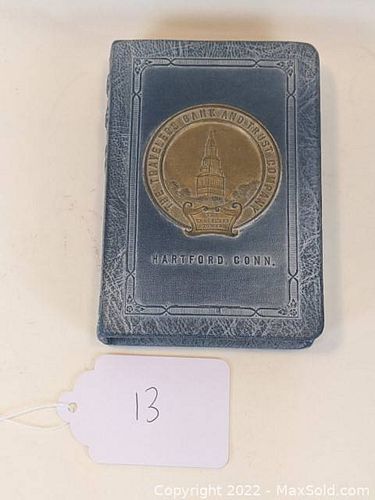 THE TRAVELERS BANK AND TRUST COMPANY
HARTFORD, CONN.
13
Copyright 2022 - MaxSold.com